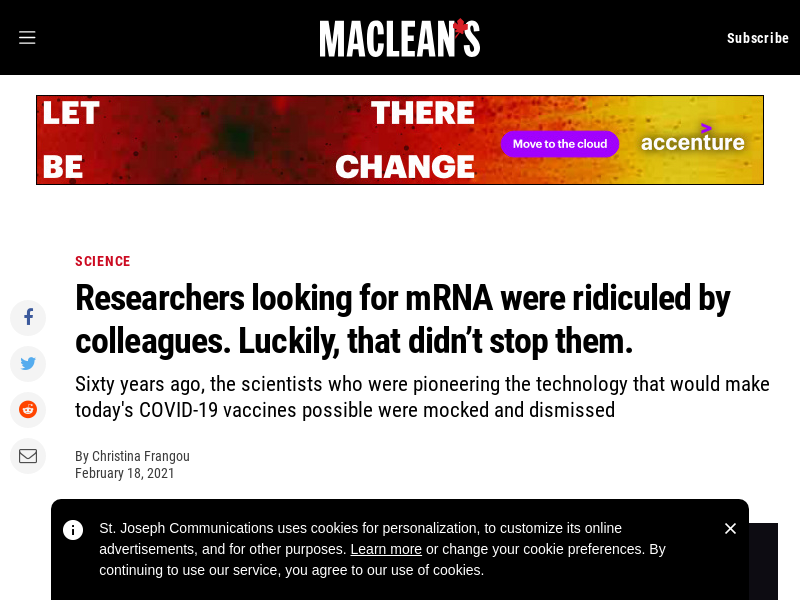 MACLEAN'S
Subscribe
LET THERE
BE CHANGE
Move to the cloud
accenture
SCIENCE
Researchers looking for mRNA were ridiculed by
colleagues. Luckily, that didn’t stop them.
Sixty years ago, the scientists who were pioneering the technology that would make
today's COVID-19 vaccines possible were mocked and dismissed
By Christina Frangou
February 18, 2021
St. Joseph Communications uses cookies for personalization, to customize its online
advertisements, and for other purposes. Learn more or change your cookie preferences. By
continuing to use our service, you agree to our use of cookies.